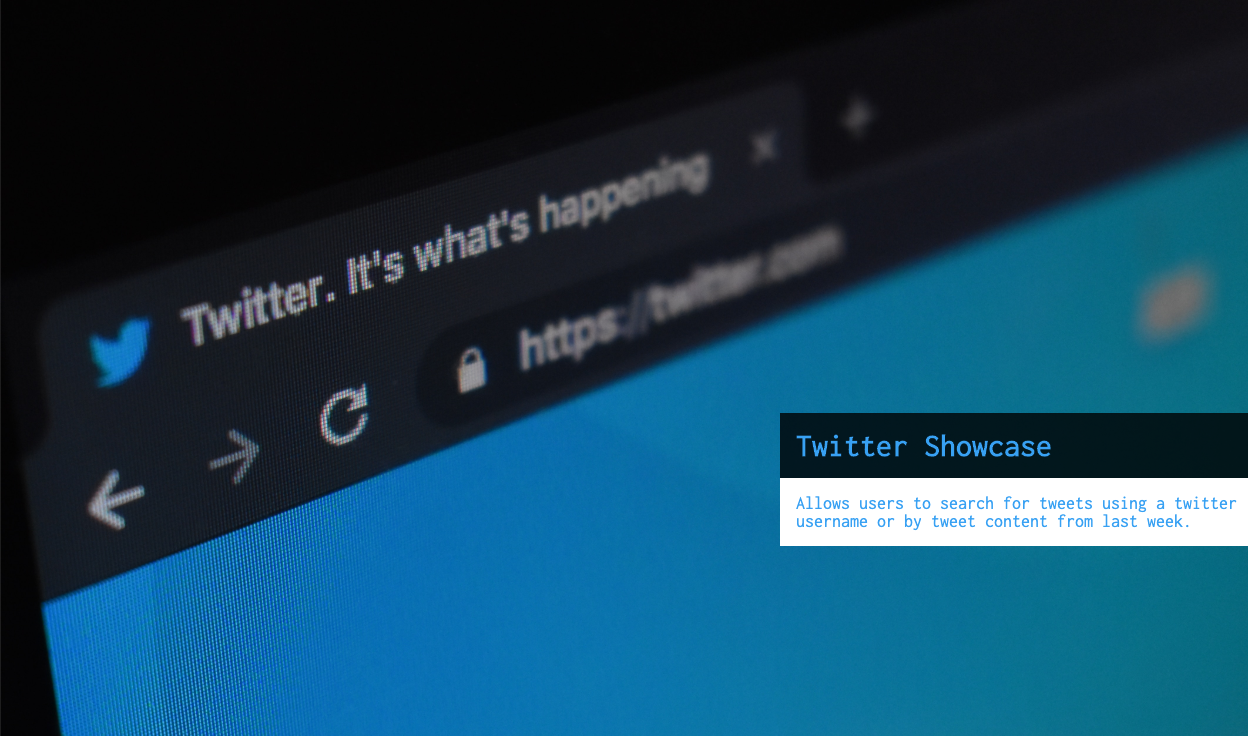 Twitter. It's what's happening
https://twitter.com
Twitter Showcase
Allows users to search for tweets using a twitter
username or by tweet content from last week.